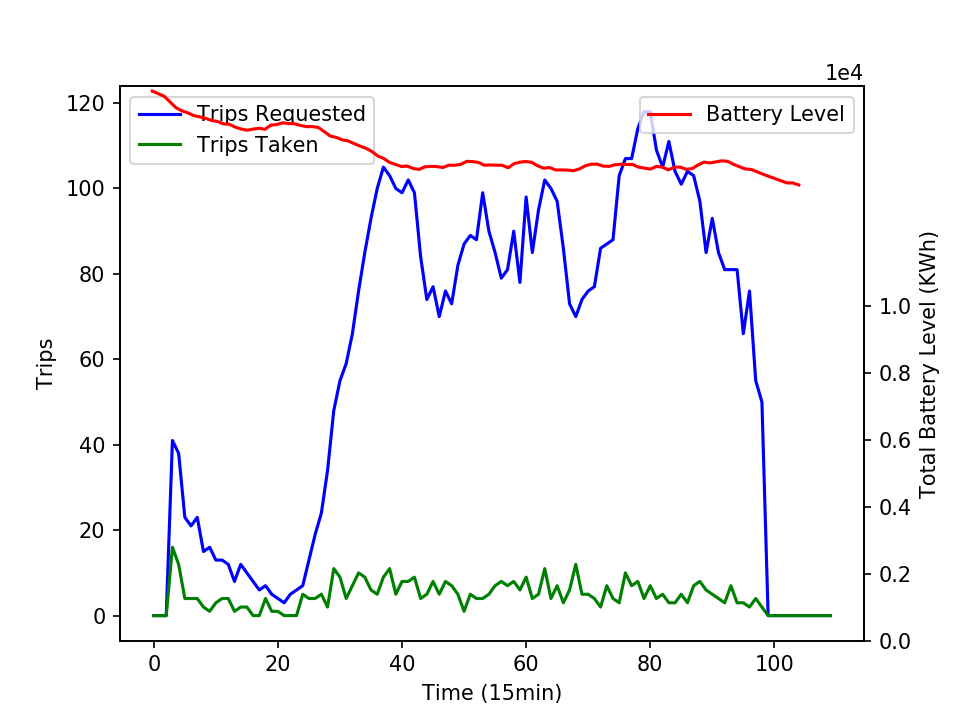 1e4
Trips Requested
Trips Taken
Battery Level
120
100
80
60
40
20
0
Trips
1.0
0.8
0.6
0.4
0.2
0.0
Total Battery Level (KWh)
0 20 40 60 80 100
Time (15min)